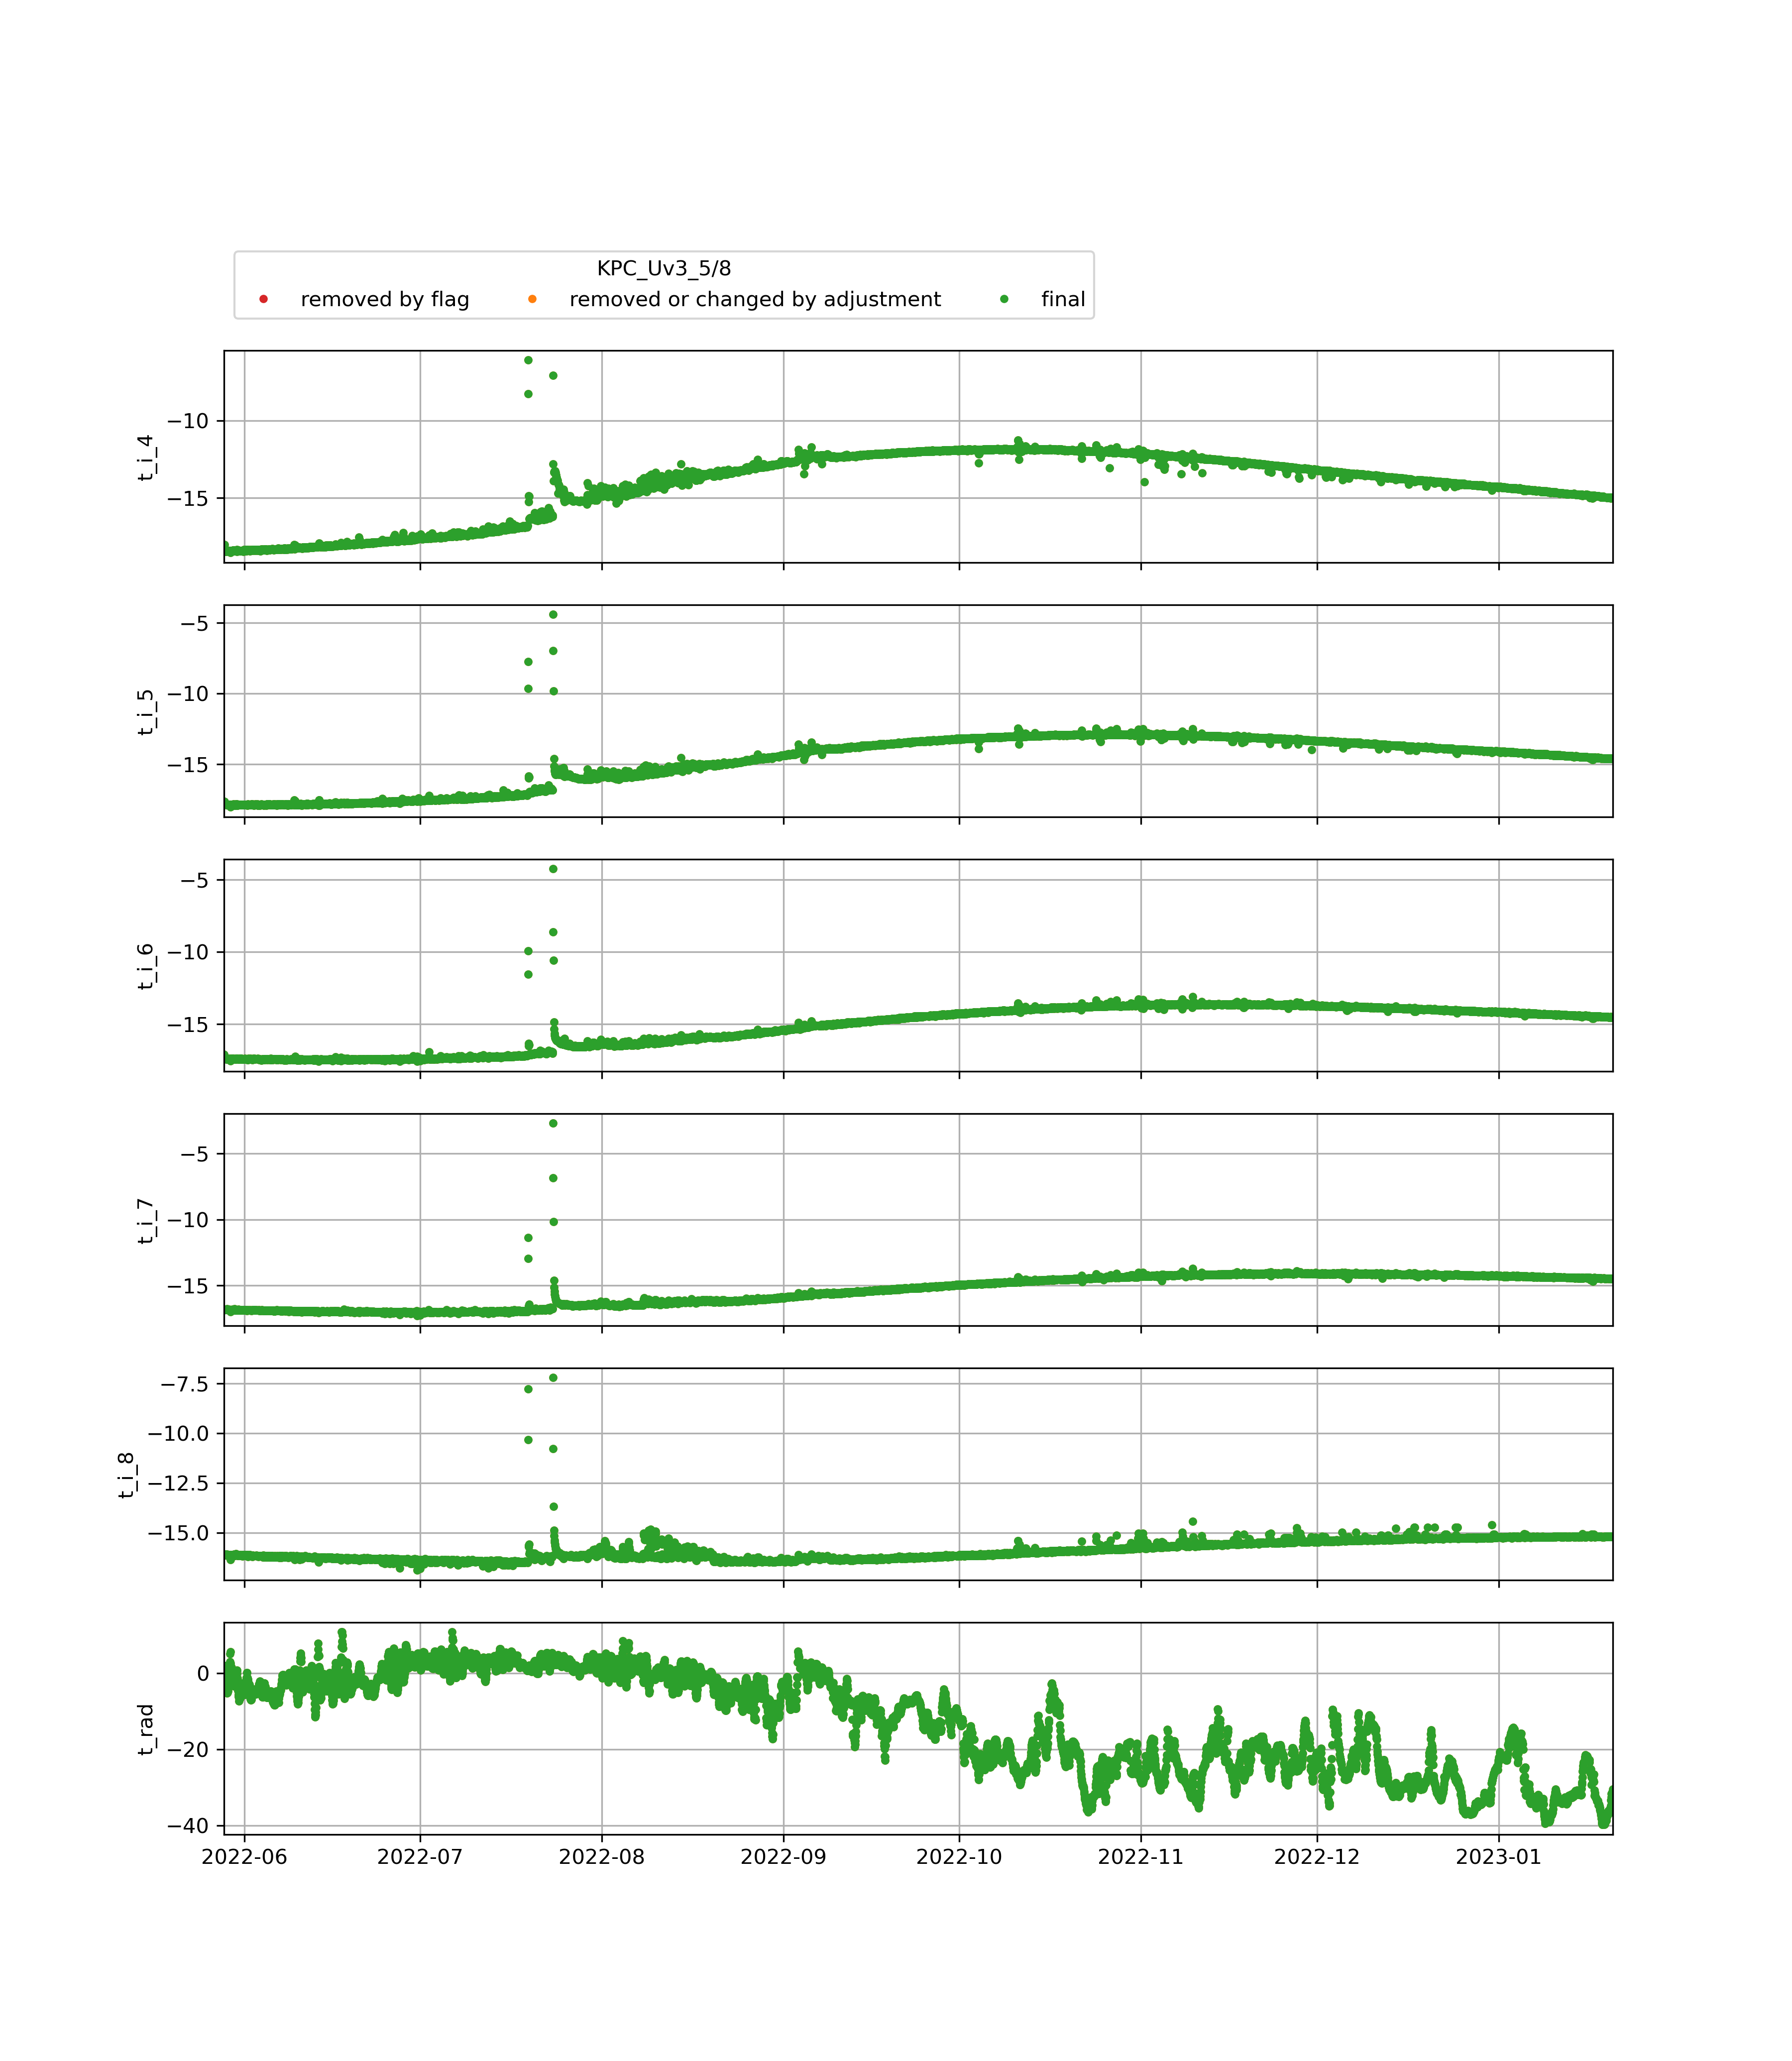 KPC_Uv3_5/8
removed by flag removed or changed by adjustment final
−10
−15
t_i_4
−5
−10
−15
t_i_5
−5
−10
−15
t_i_6
−5
−10
−15
t_i_7
−7.5
−10.0
−12.5
−15.0
t_i_8
0
−20
−40
t_rad
2022-06 2022-07 2022-08 2022-09 2022-10 2022-11 2022-12 2023-01